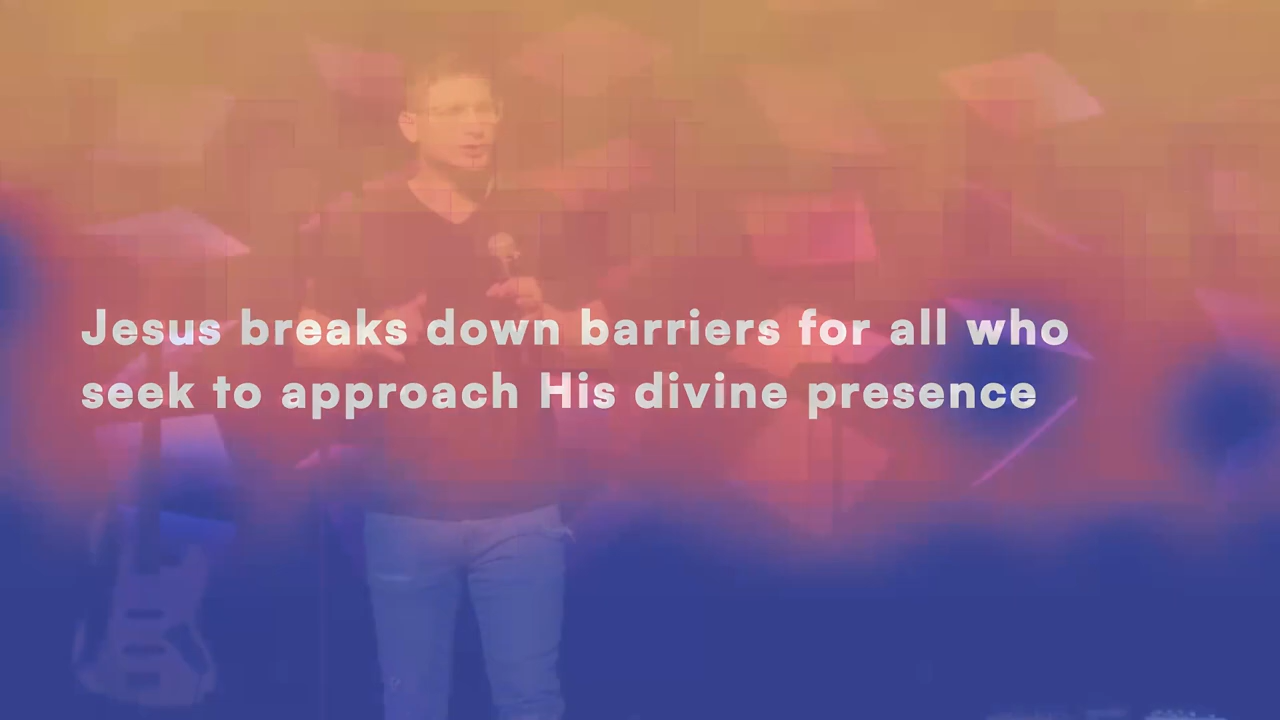 Jesus breaks down barriers for all who
seek to approach His divine presence